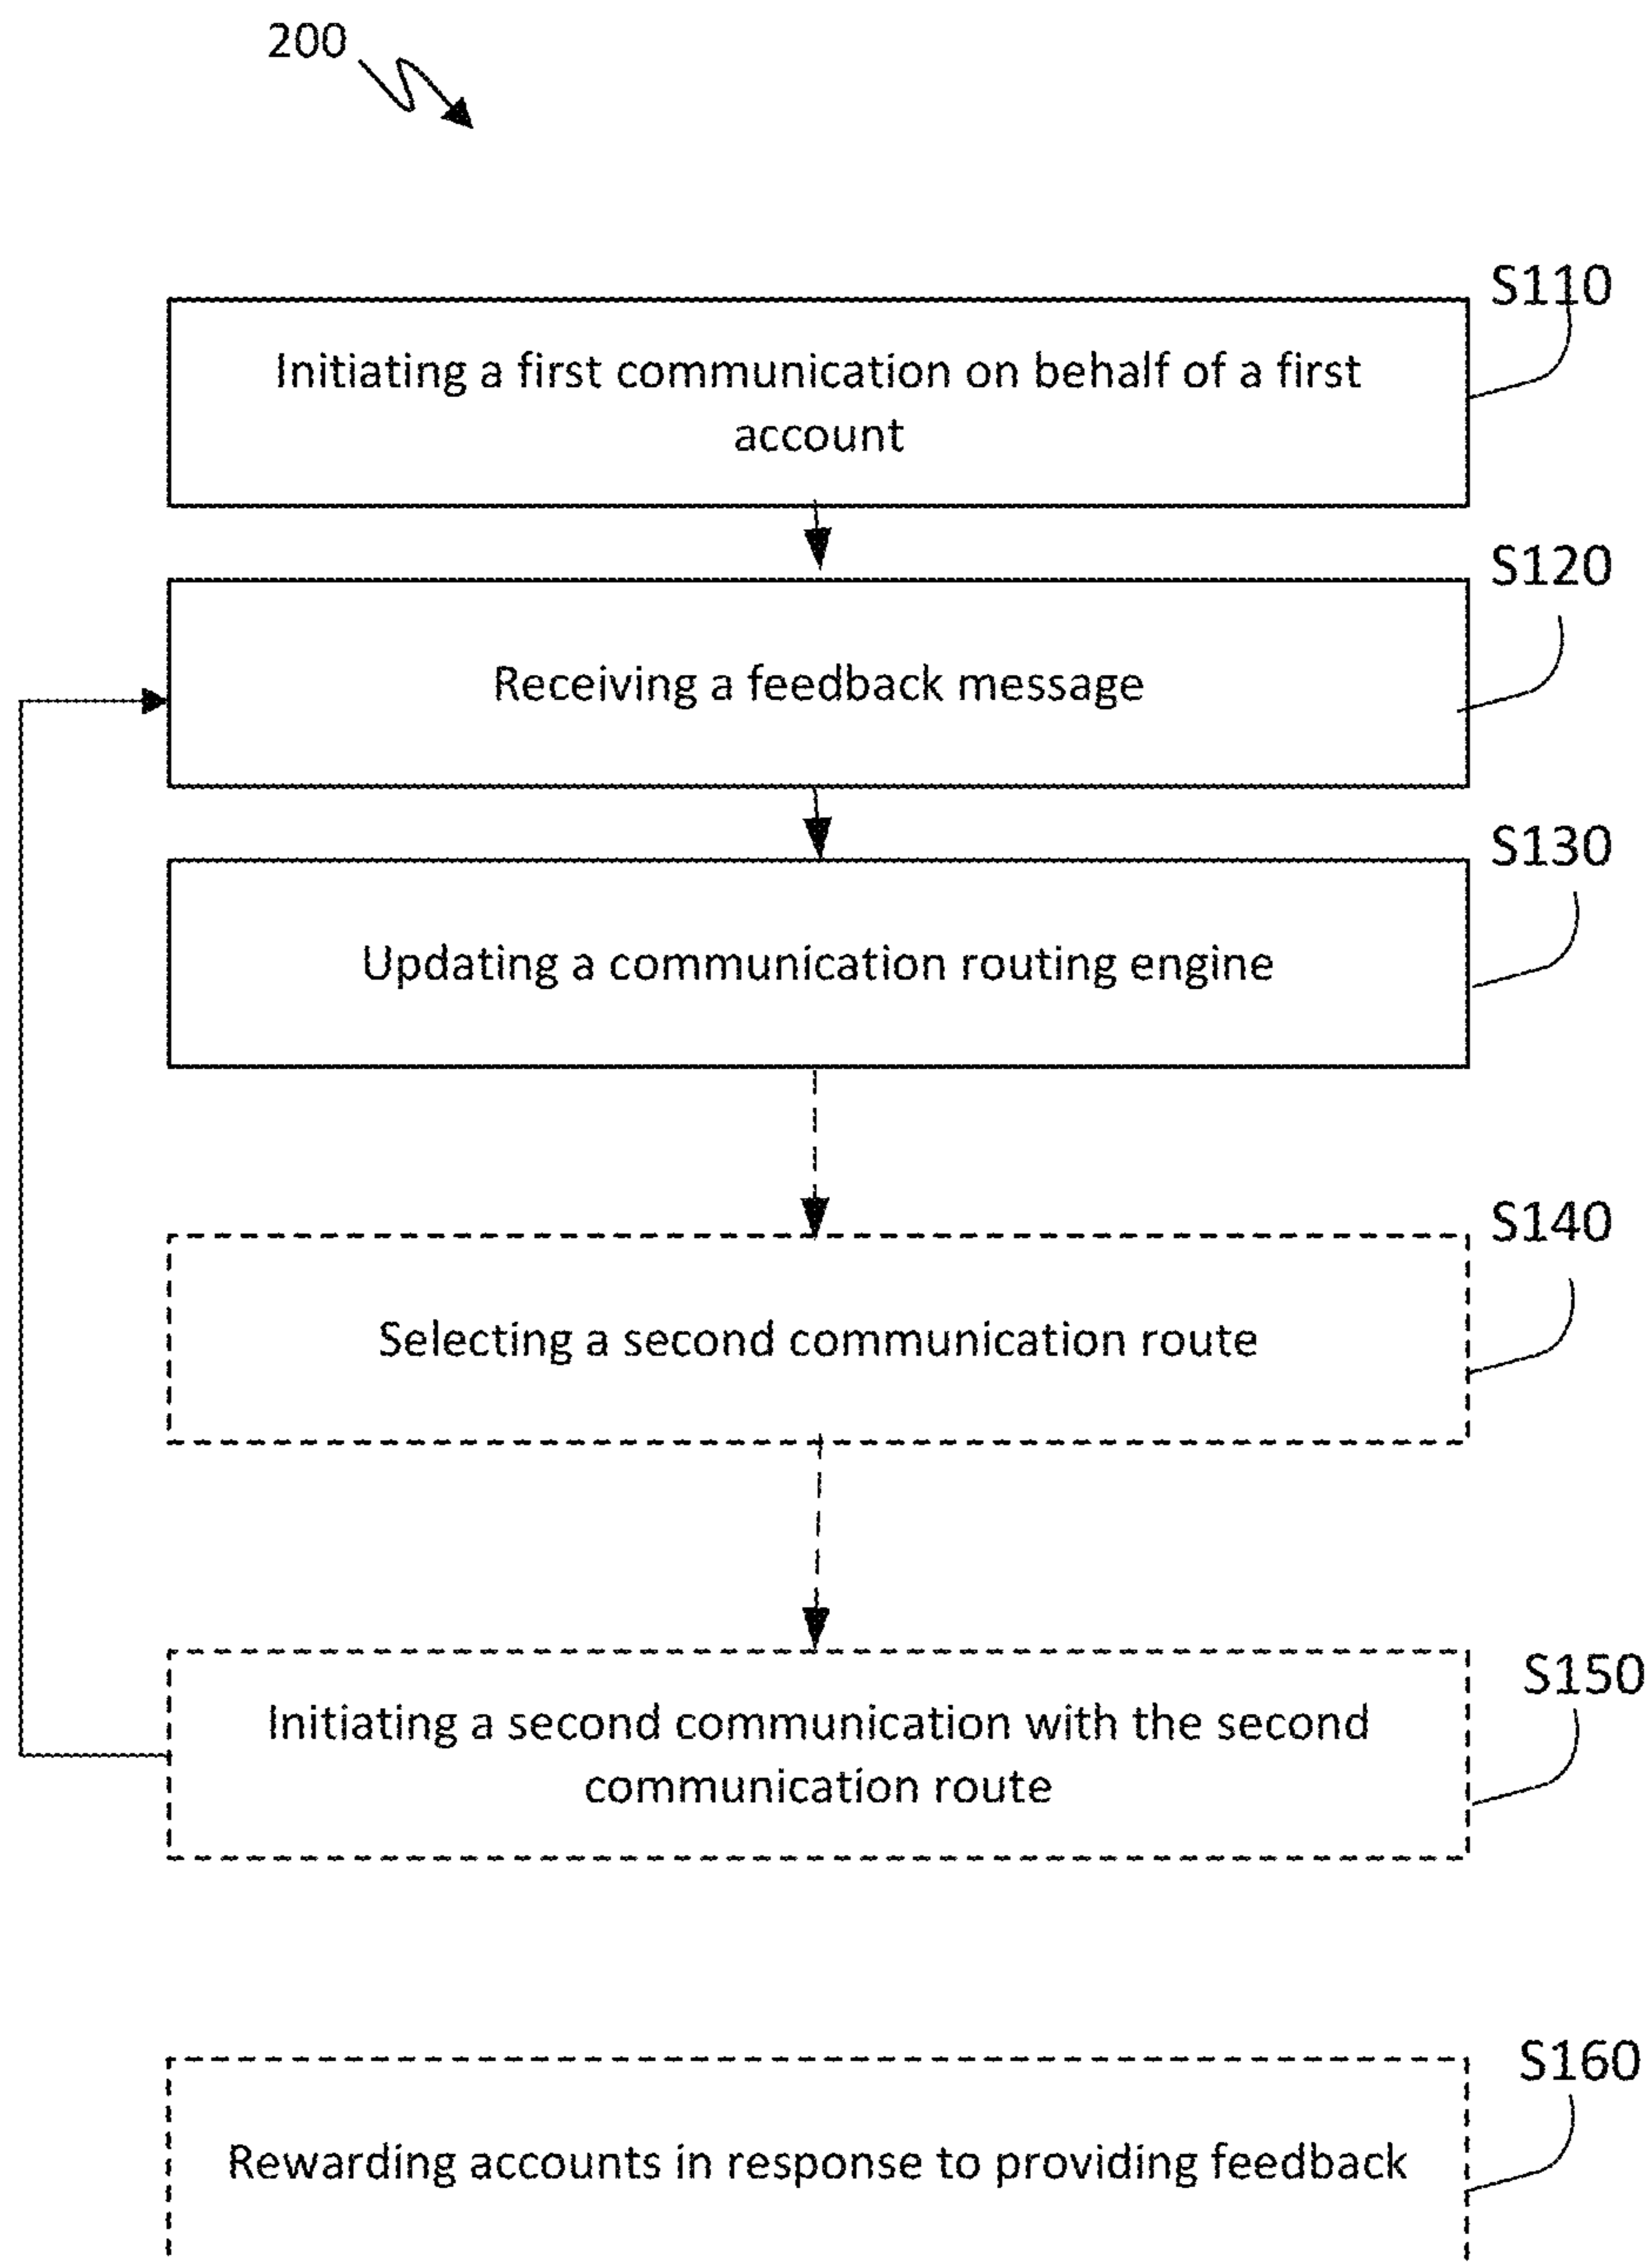 200
S110
Initiating a first communication on behalf of a first
account
S120
Receiving a feedback message
S130
Updating a communication routing engine
S140
Selecting a second communication route
S150
Initiating a second communication with the second
communication route
S160
Rewarding accounts in response to providing feedback